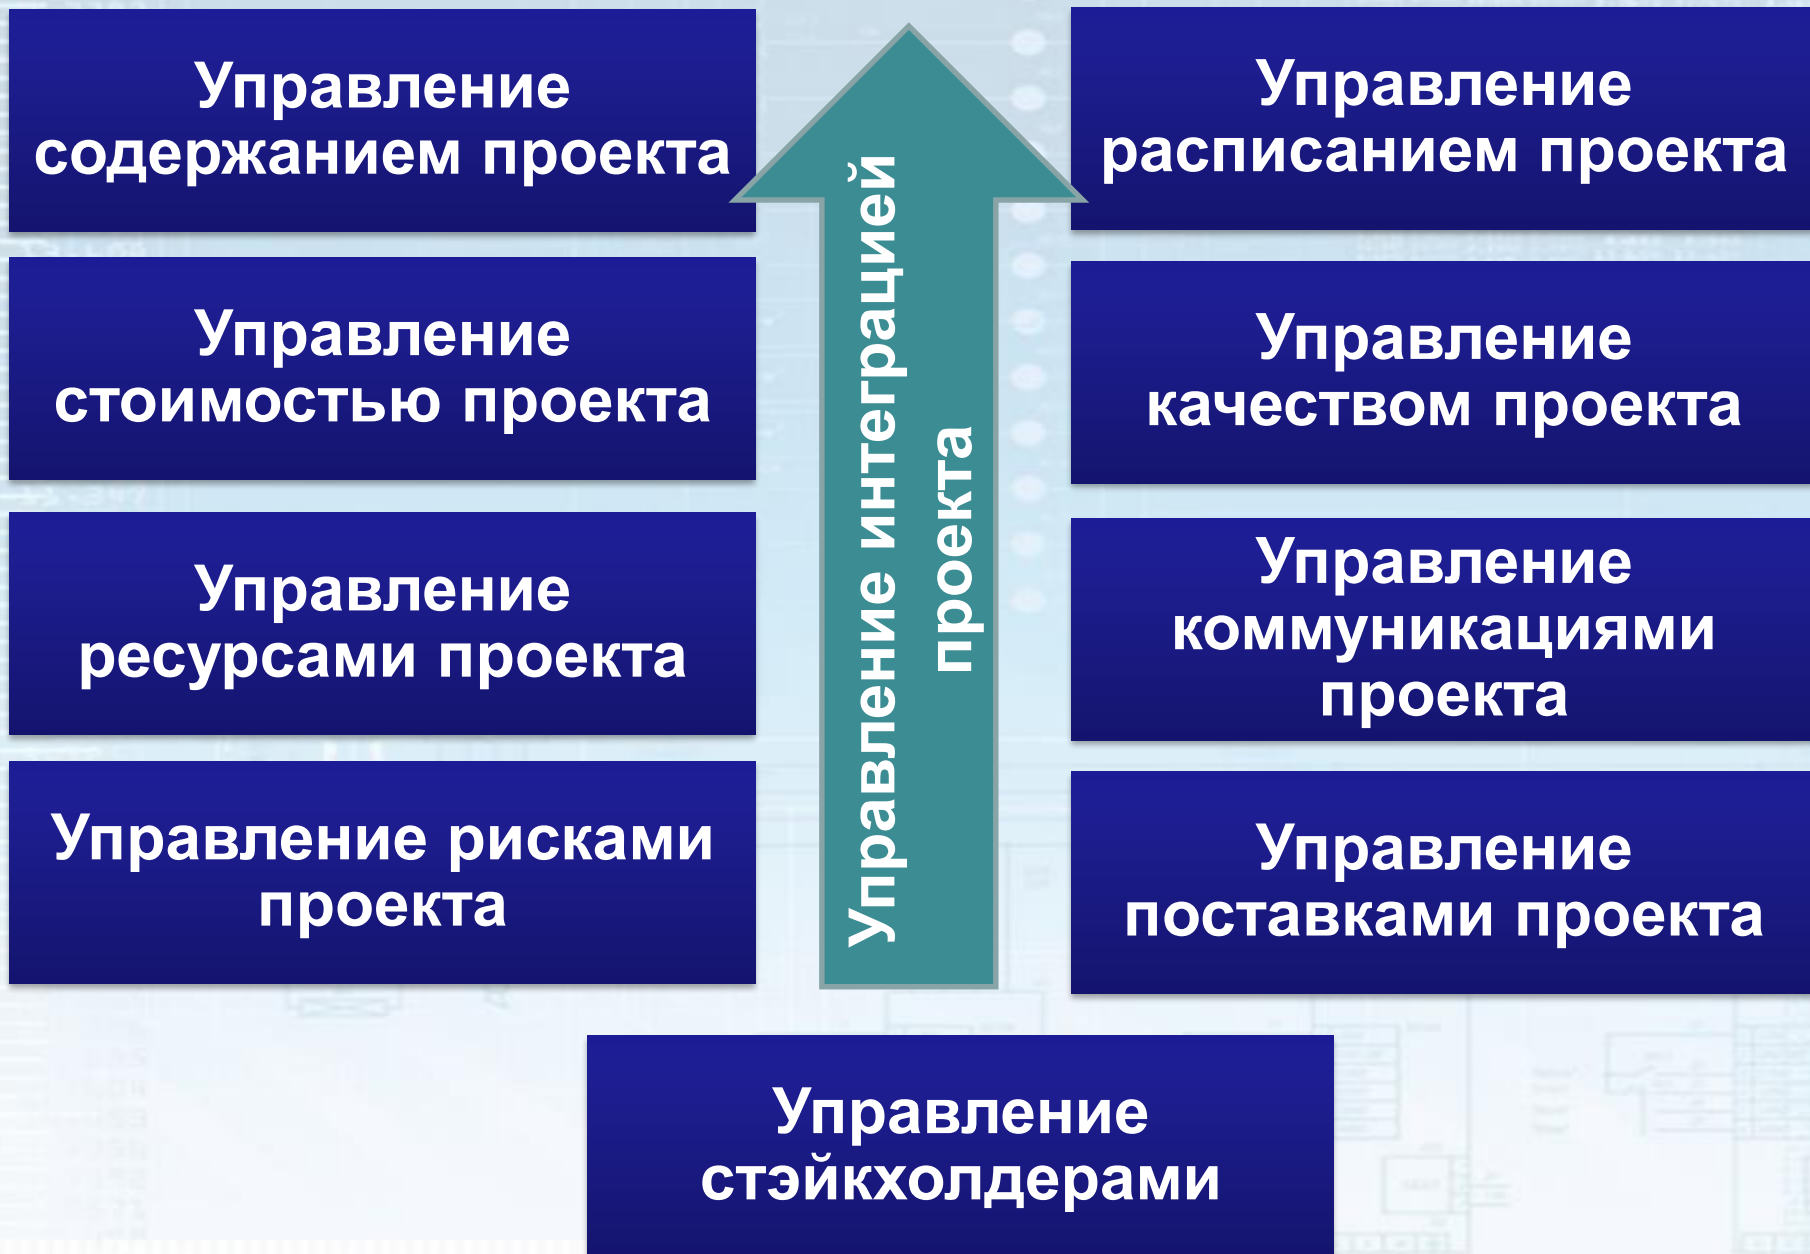 Управление
содержанием проекта
Управление
расписанием проекта
Управление
стоимостью проекта
Управление
качеством проекта
Управление
ресурсами проекта
Управление
коммуникациями
проекта
Управление рисками
проекта
Управление
поставками проекта
Управление интеграцией
проекта
Управление
стэйкхолдерами